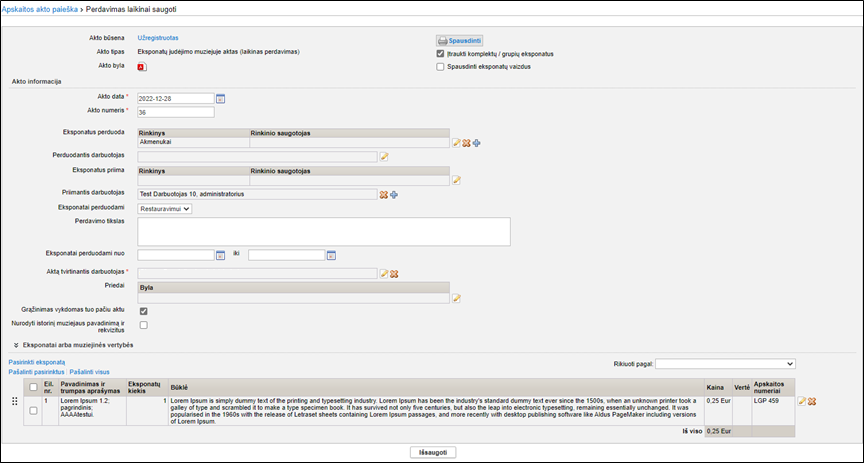 Apskaitos akto paieška › Perdavimas laikinai saugoti
Akto būsena Užregistruotas Spausdinti
Akto tipas Eksponatų judėjimo muziejuje aktas (laikinas perdavimas) Įtraukti komplektų / grupių eksponatus
Akto byla Spausdinti eksponatų vaizdus
Akto informacija
Akto data * 2022-12-28
Akto numeris * 36
Eksponatus perduoda Rinkinys Rinkinio saugotojas
Akmenukai
Perduodantis darbuotojas
Eksponatus priima Rinkinys Rinkinio saugotojas
Priimantis darbuotojas Test Darbuotojas 10, administratorius
Eksponatai perduodami Restauravimui
Perdavimo tikslas
Eksponatai perduodami nuo iki
Aktą tvirtinantis darbuotojas *
Priedai Byla
Grąžinimas vykdomas tuo pačiu aktu
Nurodyti istorinį muziejaus pavadinimą ir
rekvizitus
Eksponatai arba muziejinės vertybės
Pasirinkti eksponatą
Rikiuoti pagal:
Pašalinti pasirinktus | Pašalinti visus
Eil. nr. Pavadinimas ir trumpas aprašymas Eksponatų kiekis Būklė Kaina Vertė Apskaitos numeriai
1 Lorem Ipsum 1.2; 1 Lorem Ipsum is simply dummy text of the printing and typesetting industry. Lorem Ipsum has been the industry's standard dummy text ever since the 1500s, when an unknown printer took a 0,25 Eur LGP 459
pagrindinis; galley of type and scrambled it to make a type specimen book. It has survived not only five centuries, but also the leap into electronic typesetting, remaining essentially unchanged. It was
AAAAtestui. popularised in the 1960s with the release of Letraset sheets containing Lorem Ipsum passages, and more recently with desktop publishing software like Aldus PageMaker including versions
of Lorem Ipsum.
Iš viso 0,25 Eur
Išsaugoti